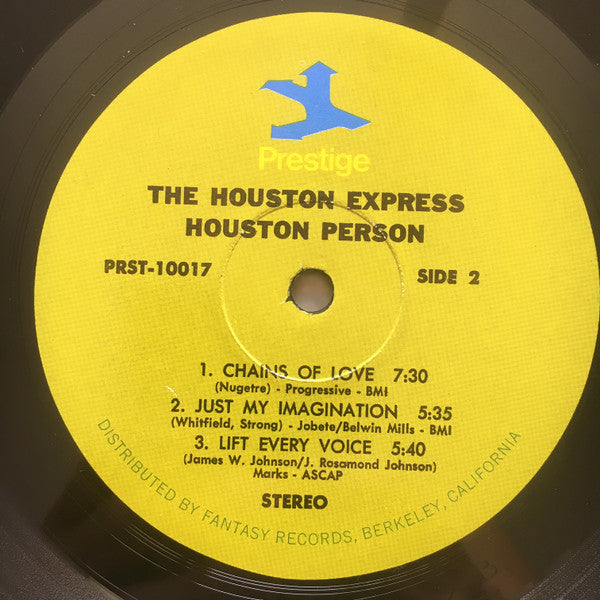 Prestige
THE HOUSTON EXPRESS
HOUSTON PERSON
PRST-10017 SIDE 2
1. CHAINS OF LOVE 7:30
(Nugetre) - Progressive - BMI
2. JUST MY IMAGINATION 5:35
(Whitfield, Strong) - Jobete/Belwin Mills - BMI
3. LIFT EVERY VOICE 5:40
(James W. Johnson/J. Rosamond Johnson)
Marks - ASCAP
STEREO
DISTRIBUTED BY FANTASY RECORDS, BERKELEY, CALIFORNIA